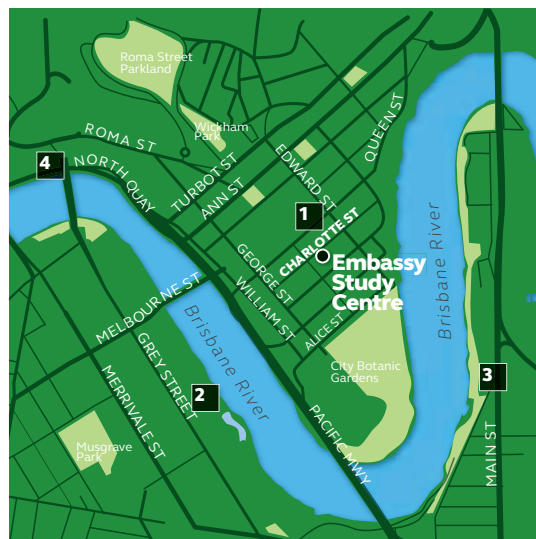 Roma Street
Parkland
Wickham
Park
ROMA ST
NORTH QUAY
4
TURBOT ST
ANN ST
EDWARD ST
QUEEN ST
1
CHARLOTTE ST
Embassy
Study
Centre
GEORGE ST
WILLIAM ST
ALICE ST
City Botanic
Gardens
Brisbane River
MELBOURNE ST
Brisbane River
GREY STREET
2
MERRIVALE ST
Musgrave
Park
PACIFIC MWY
3
MAIN ST